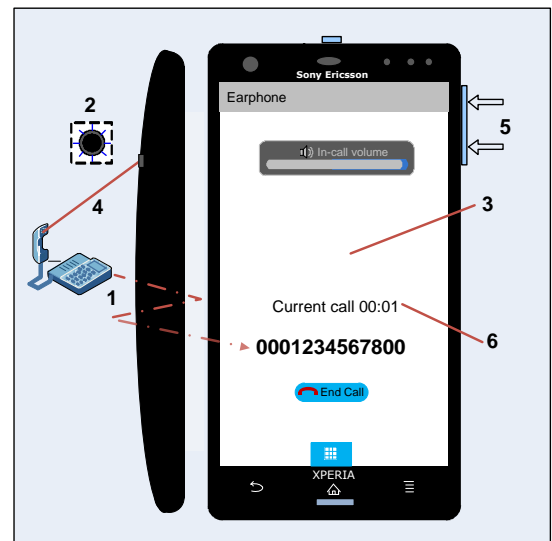 Sony Ericsson
Earphone
2
In-call volume
5
4
3
1
Current call 00:01
6
0001234567800
End Call
XPERIA